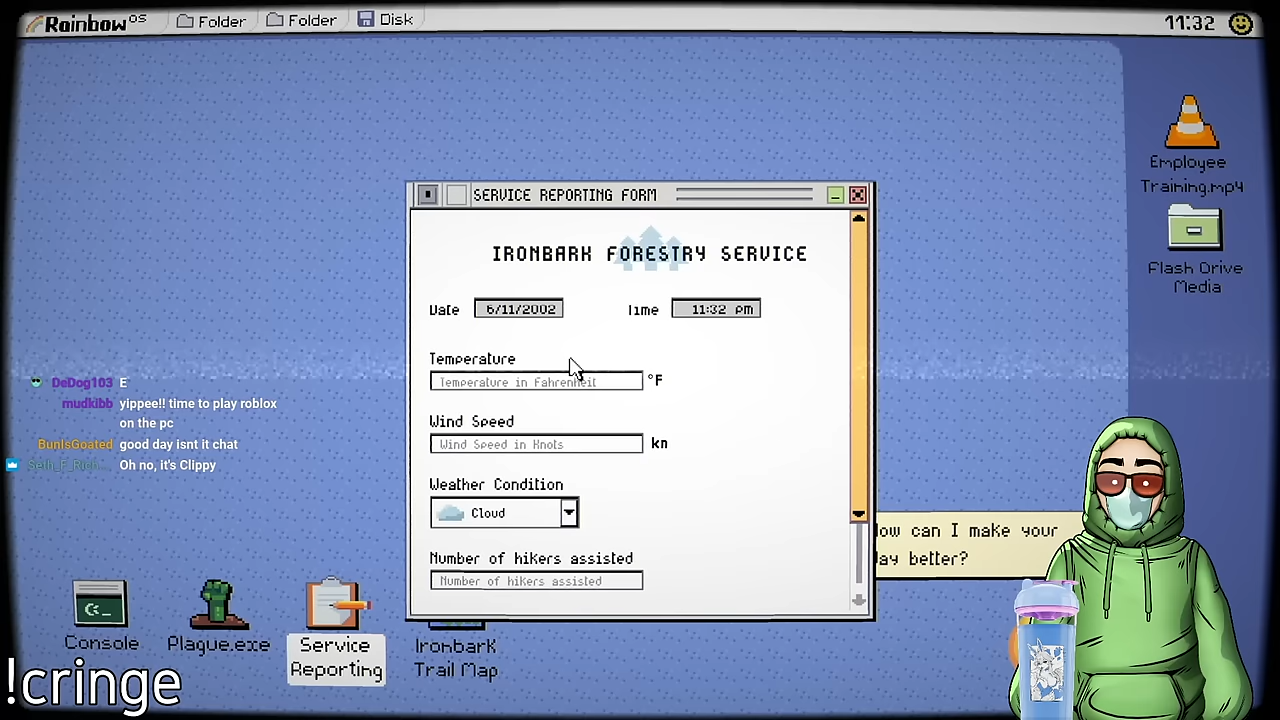 Rainbow OS
Folder
Folder
Disk
11:32
Employee
Training.mp4
Flash Drive
Media
SERVICE REPORTING FORM
IRONBARK FORESTRY SERVICE
Date 6/11/2002 Time 11:32 pm
Temperature
Temperature in Fahrenheit °F
Wind Speed
Wind Speed in Knots kn
Weather Condition
Cloud
Number of hikers assisted
Number of hikers assisted
DeDog103 E
mudkibb yippee!! time to play roblox
on the pc
BunIsGoated good day isnt it chat
Seth_F_Rich... Oh no, it's Clippy
How can I make your
day better?
Console
Plague.exe
Service
Reporting
Ironbark
Trail Map
!cringe